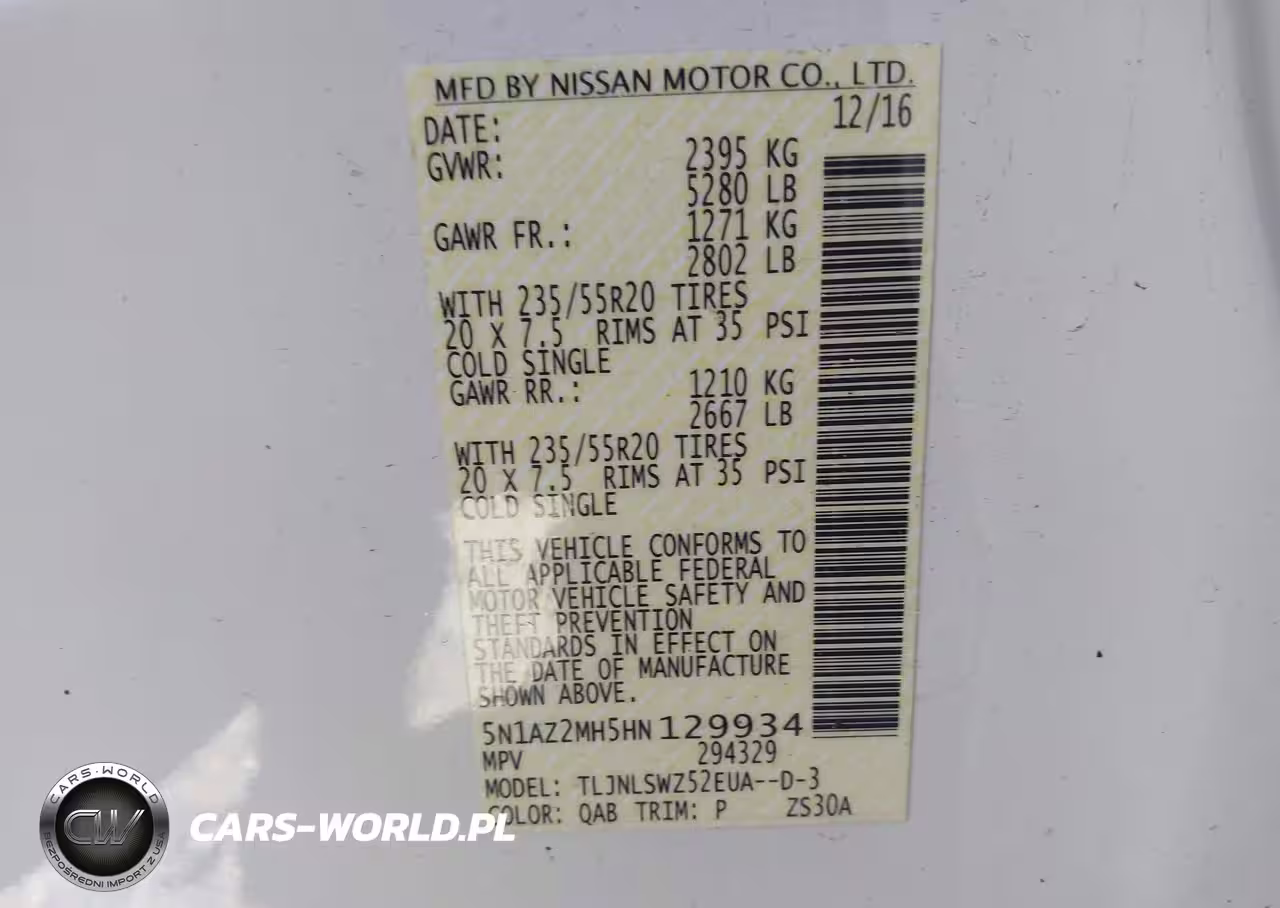 MFD BY NISSAN MOTOR CO., LTD.
DATE: 12/16
GVWR: 2395 KG
5280 LB
GAWR FR.: 1271 KG
2802 LB
WITH 235/55R20 TIRES
20 X 7.5 RIMS AT 35 PSI
COLD SINGLE
GAWR RR.: 1210 KG
2667 LB
WITH 235/55R20 TIRES
20 X 7.5 RIMS AT 35 PSI
COLD SINGLE
THIS VEHICLE CONFORMS TO
ALL APPLICABLE FEDERAL
MOTOR VEHICLE SAFETY AND
THEFT PREVENTION
STANDARDS IN EFFECT ON
THE DATE OF MANUFACTURE
SHOWN ABOVE.
5N1AZ2MH5HN129934
MPV 294329
MODEL: TLJNLSWZ52EUA--D-3
COLOR: QAB TRIM: P ZS30A
CARS-WORLD
CW
BEZPOŚREDNI IMPORT Z USA
CARS-WORLD.PL